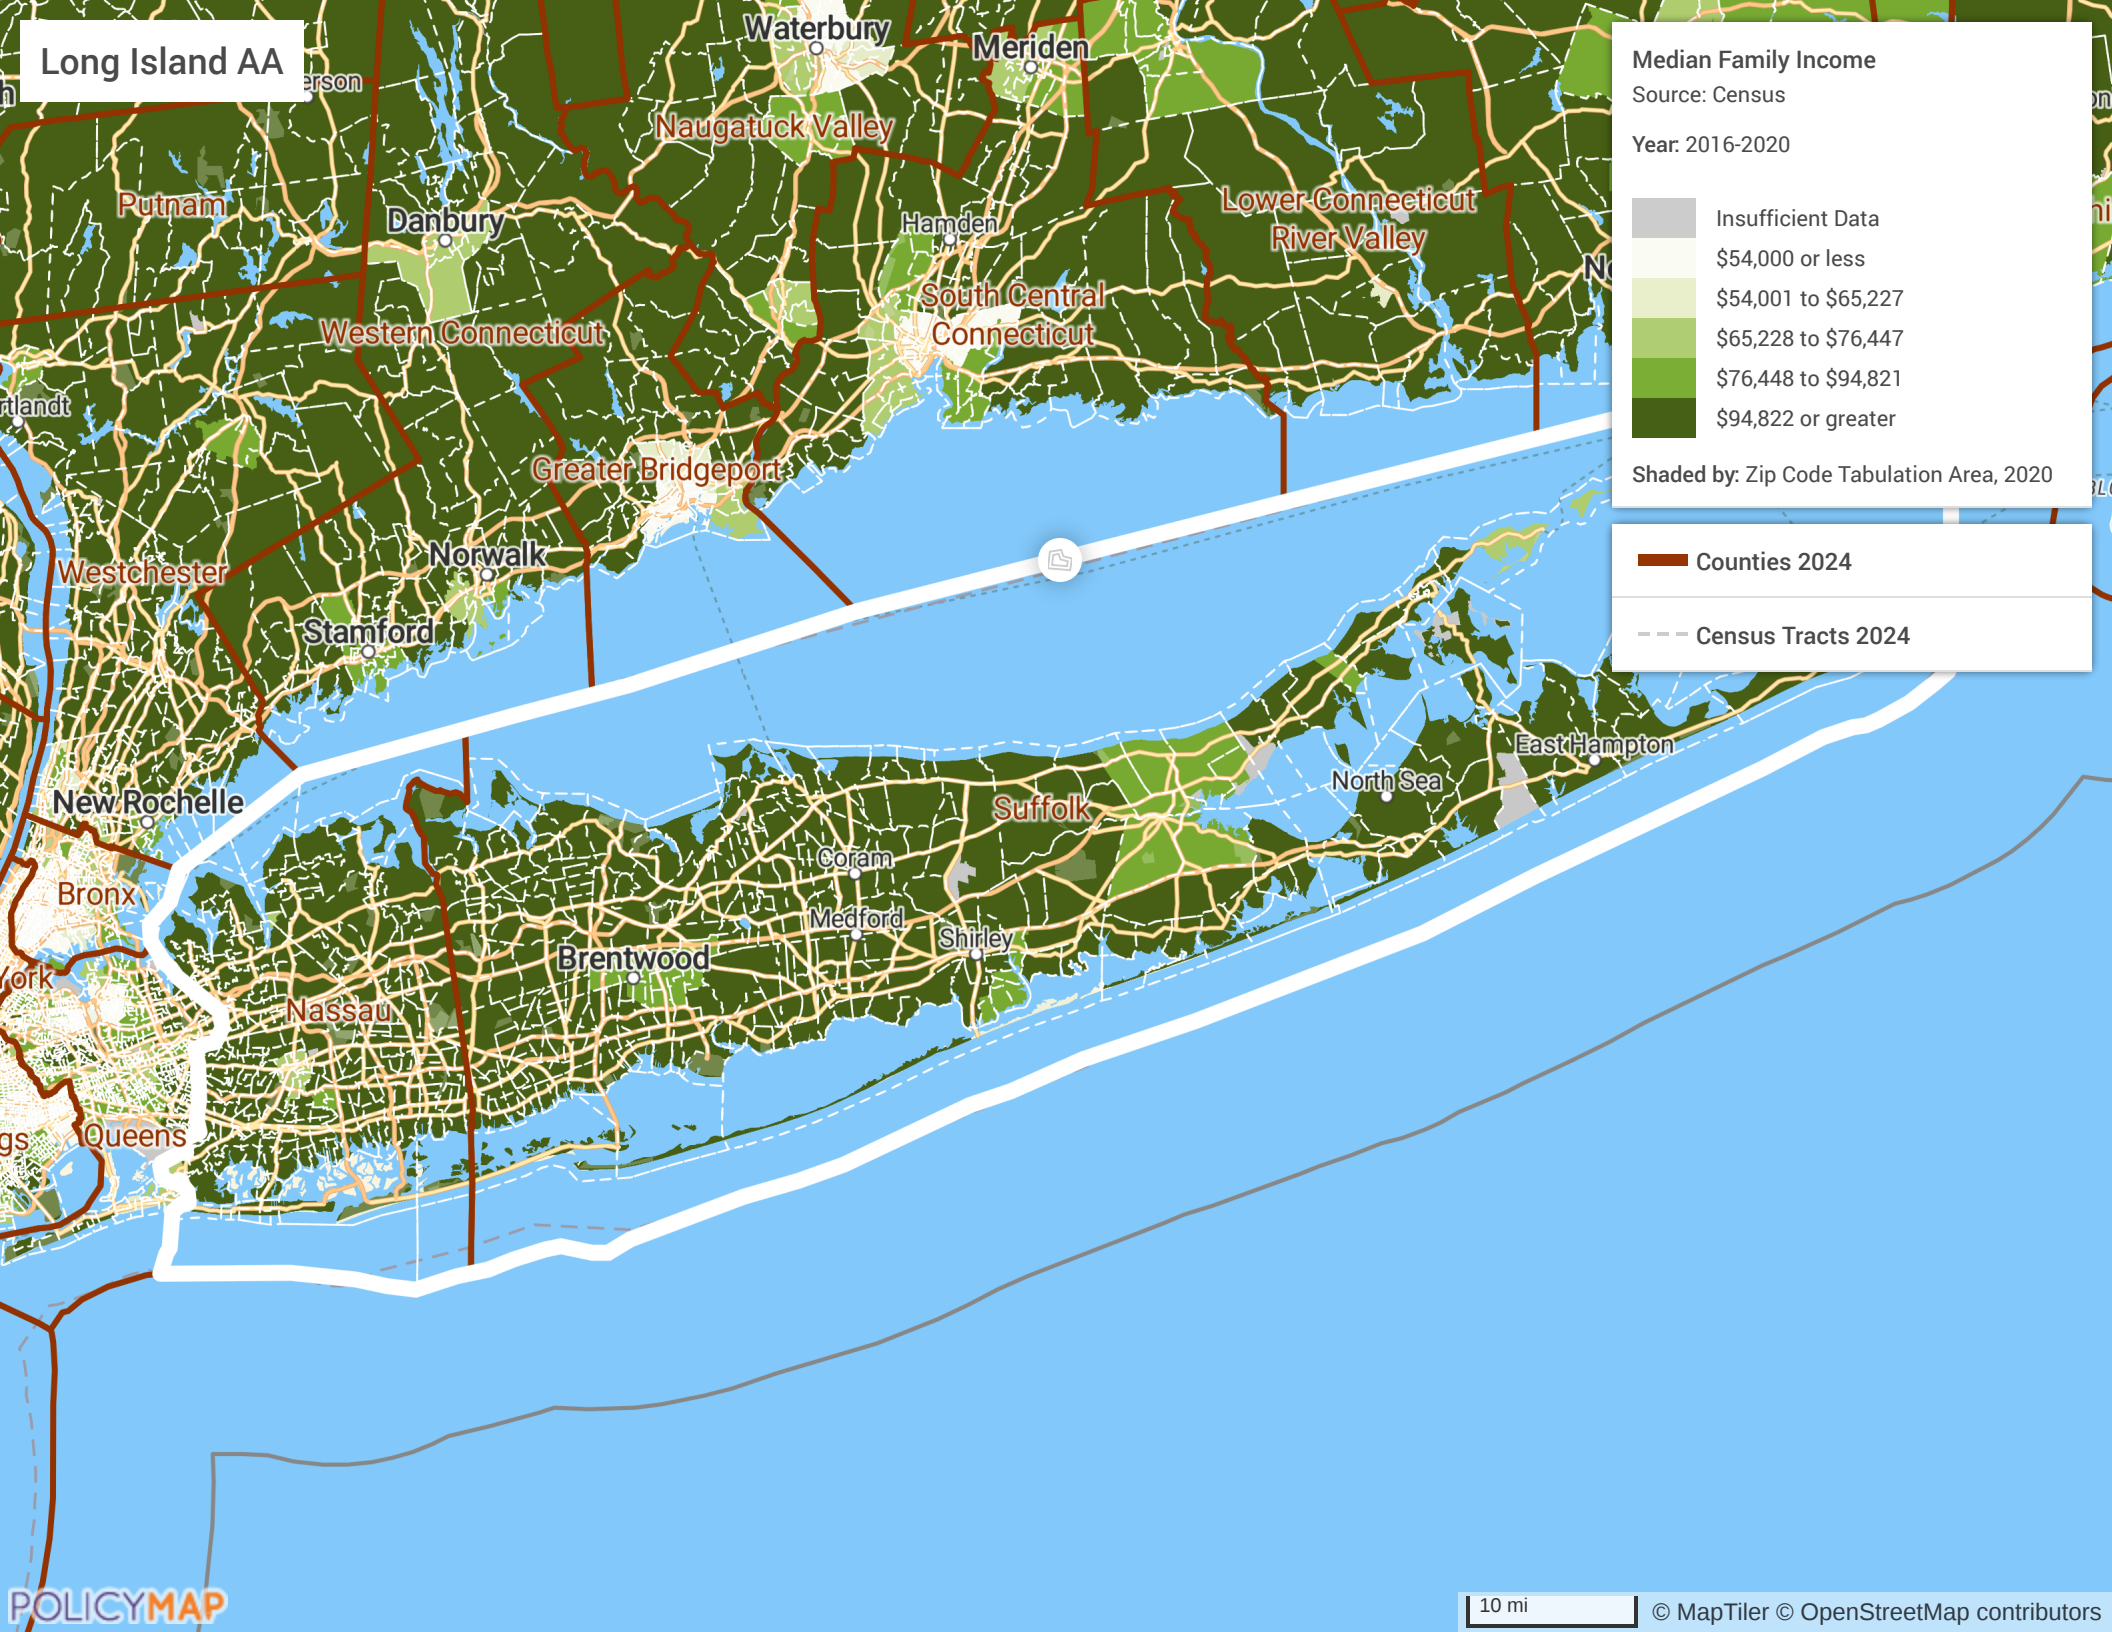 Long Island AA
Waterbury
Meriden
Naugatuck Valley
Putnam
Danbury
Hamden
Lower Connecticut
River Valley
South Central
Connecticut
Western Connecticut
Greater Bridgeport
Norwalk
Westchester
Stamford
New Rochelle
Bronx
Suffolk
East Hampton
North Sea
Coram
Medford
Shirley
Brentwood
Nassau
Queens
Median Family Income
Source: Census
Year: 2016-2020
Insufficient Data
$54,000 or less
$54,001 to $65,227
$65,228 to $76,447
$76,448 to $94,821
$94,822 or greater
Shaded by: Zip Code Tabulation Area, 2020
Counties 2024
Census Tracts 2024
POLICYMAP
10 mi
© MapTiler © OpenStreetMap contributors